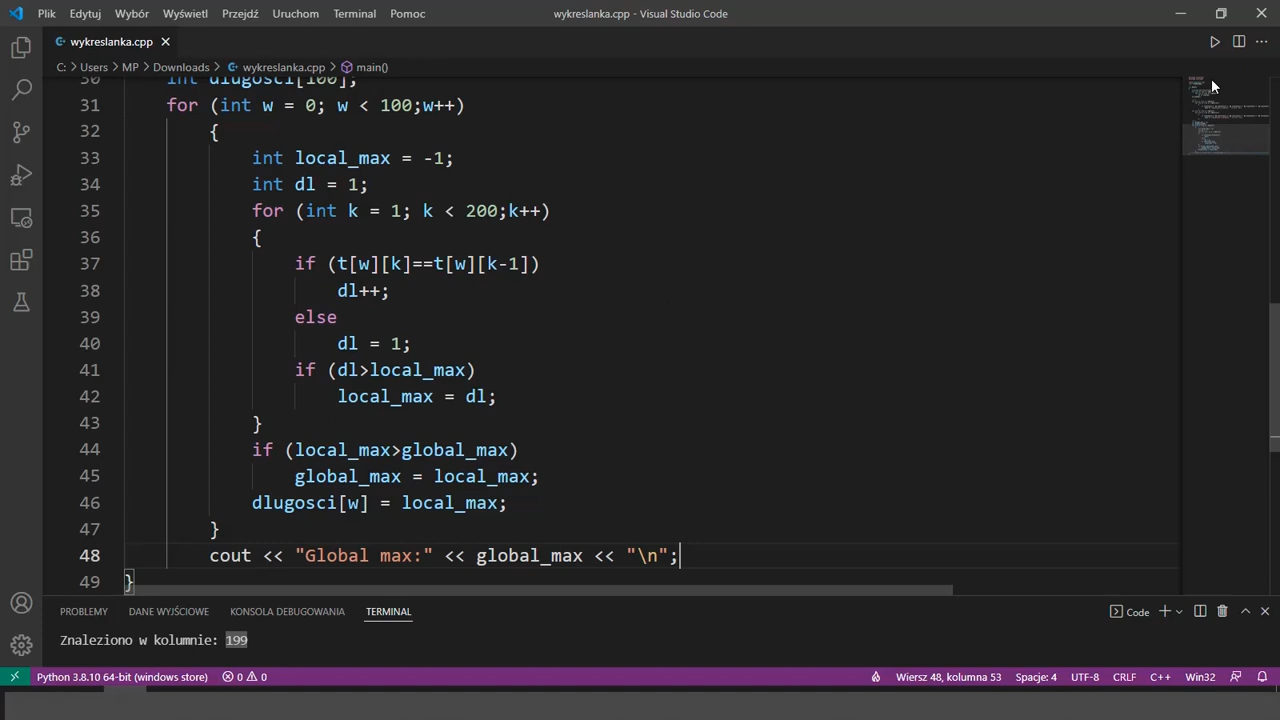 Plik Edytuj Wybór Wyświetl Przejdź Uruchom Terminal Pomoc wykreslanka.cpp - Visual Studio Code
wykreslanka.cpp
C: > Users > MP > Downloads > wykreslanka.cpp > main()
30 int dlugosci[100];
31 for (int w = 0; w < 100;w++)
32 {
33 int local_max = -1;
34 int dl = 1;
35 for (int k = 1; k < 200;k++)
36 {
37 if (t[w][k]==t[w][k-1])
38 dl++;
39 else
40 dl = 1;
41 if (dl>local_max)
42 local_max = dl;
43 }
44 if (local_max>global_max)
45 global_max = local_max;
46 dlugosci[w] = local_max;
47 }
48 cout << "Global max:" << global_max << "\n";
49 }
PROBLEMY DANE WYJŚCIOWE KONSOLA DEBUGOWANIA TERMINAL Code
Znaleziono w kolumnie: 199
Python 3.8.10 64-bit (windows store) 0 0 Wiersz 48, kolumna 53 Spacje: 4 UTF-8 CRLF C++ Win32